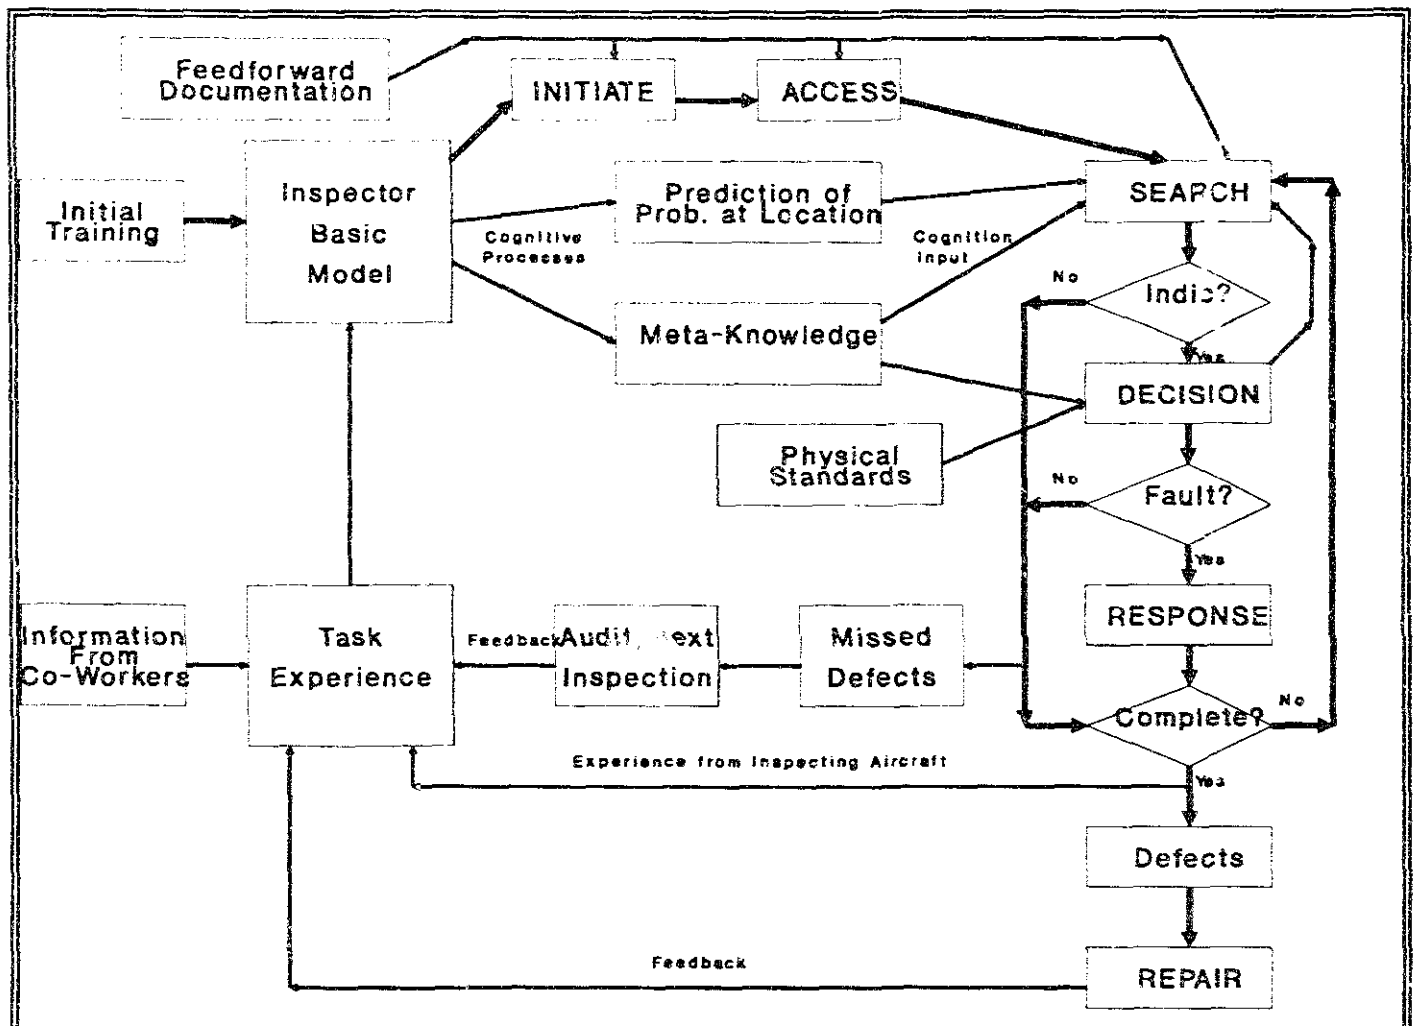 Feedforward
Documentation
INITIATE
ACCESS
Initial
Training
Inspector
Basic
Model
Cognitive
Processes
Prediction of
Prob. at Location
Cognition
Input
SEARCH
No
Indic?
Yes
Meta-Knowledge
DECISION
Physical
Standards
No
Fault?
Yes
RESPONSE
Information
From
Co-Workers
Task
Experience
Feedback
Audit,
Inspection
Missed
Defects
Complete?
No
Yes
Experience from Inspecting Aircraft
Defects
REPAIR
Feedback